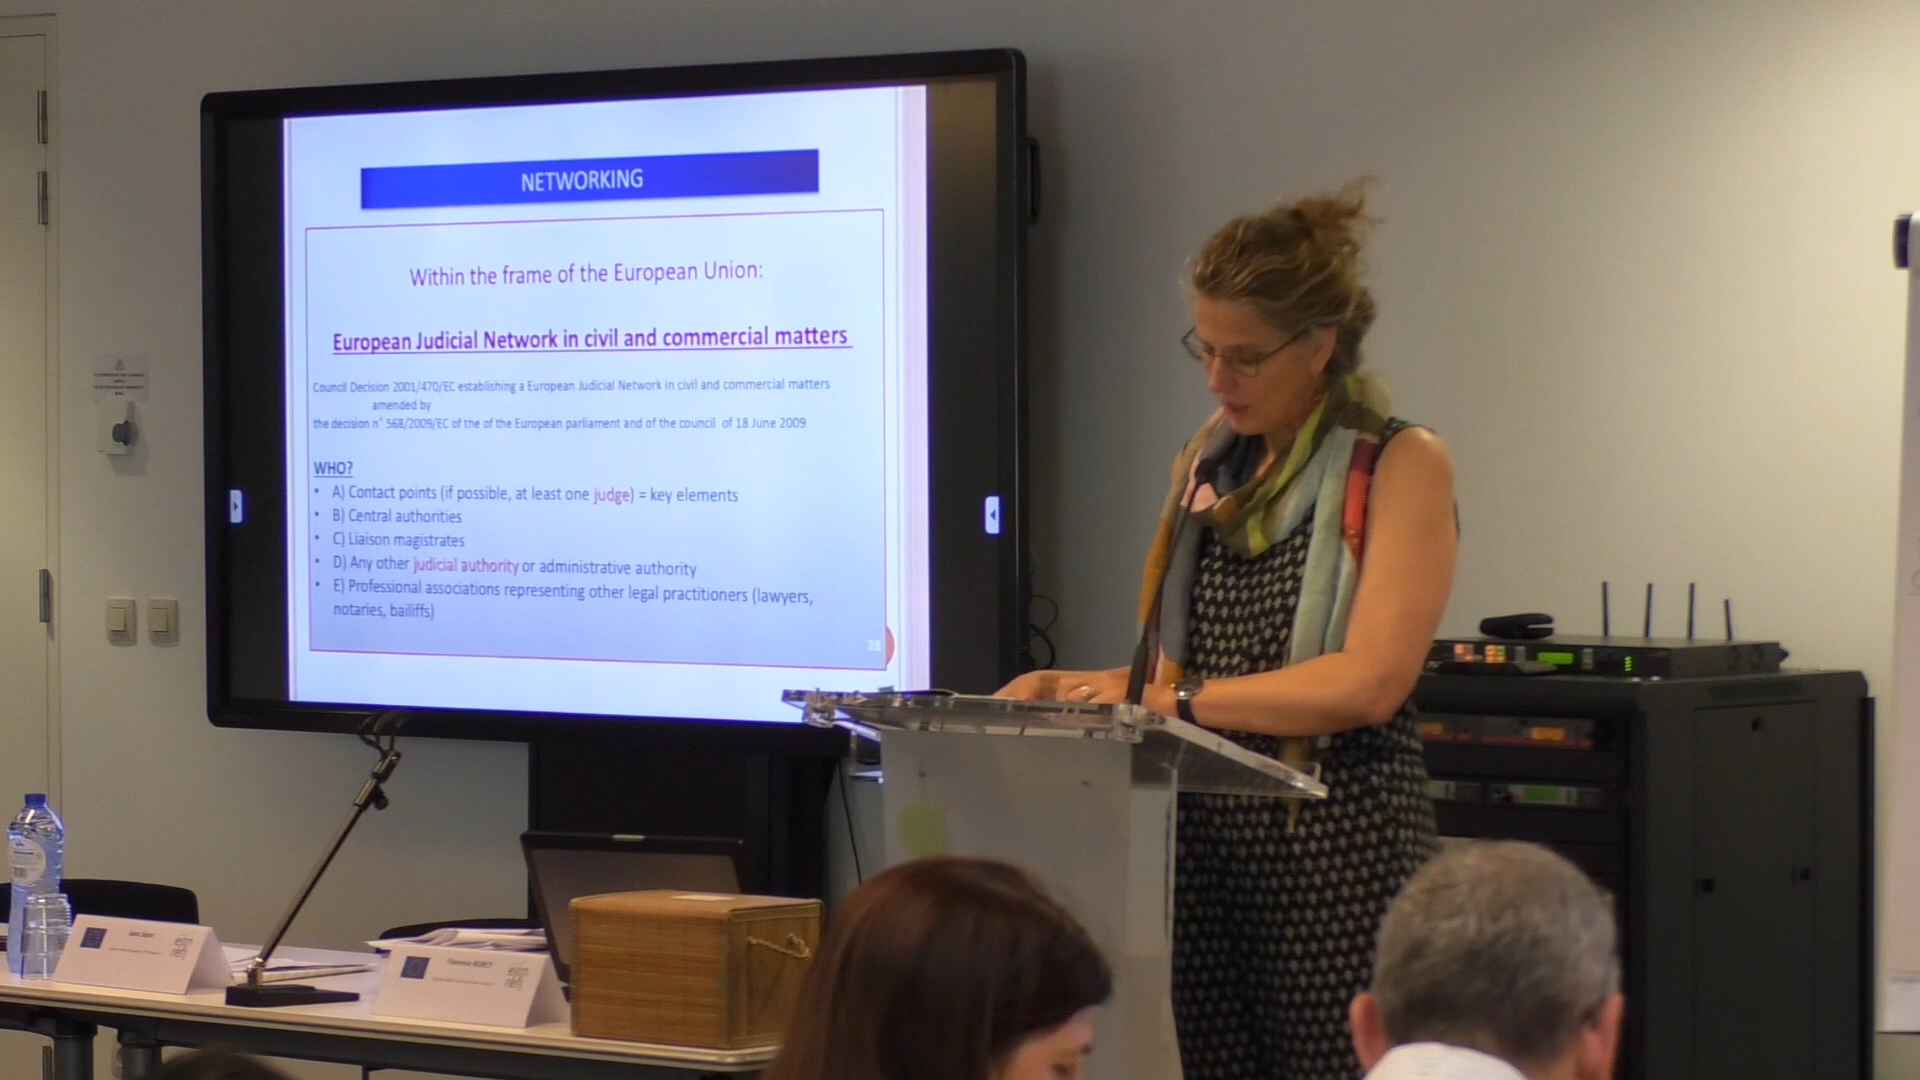 NETWORKING
Within the frame of the European Union:
European Judicial Network in civil and commercial matters
Council Decision 2001/470/EC establishing a European Judicial Network in civil and commercial matters
amended by
the decision n° 568/2009/EC of the of the European parliament and of the council of 18 June 2009
WHO?
• A) Contact points (if possible, at least one judge) = key elements
• B) Central authorities
• C) Liaison magistrates
• D) Any other judicial authority or administrative authority
• E) Professional associations representing other legal practitioners (lawyers,
notaries, bailiffs)
28